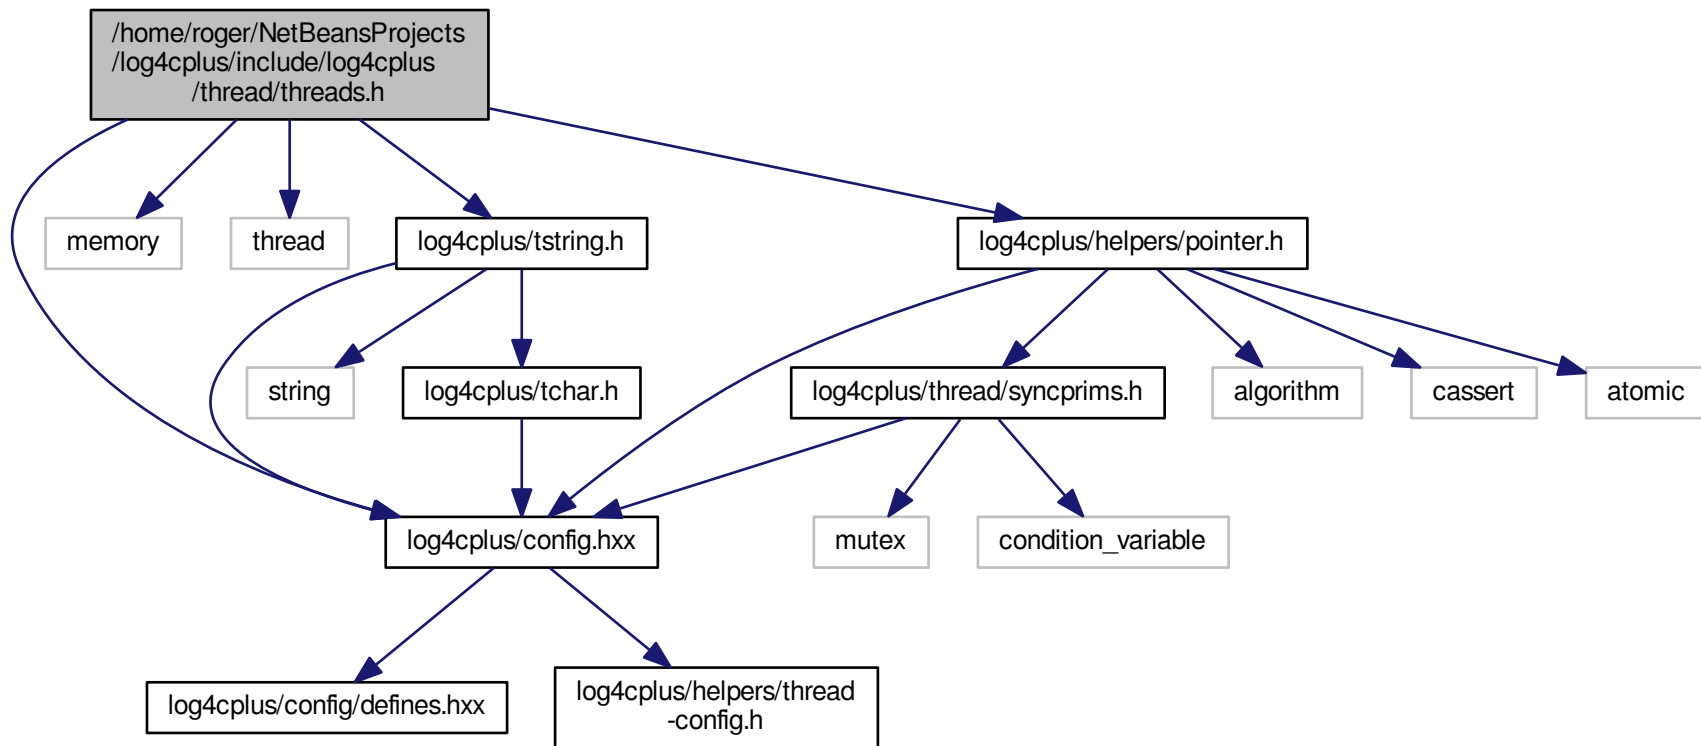 /home/roger/NetBeansProjects
/log4cplus/include/log4cplus
/thread/threads.h
memory
thread
log4cplus/tstring.h
log4cplus/helpers/pointer.h
string
log4cplus/tchar.h
log4cplus/thread/syncprims.h
algorithm
cassert
atomic
log4cplus/config.hxx
mutex
condition_variable
log4cplus/config/defines.hxx
log4cplus/helpers/thread
-config.h